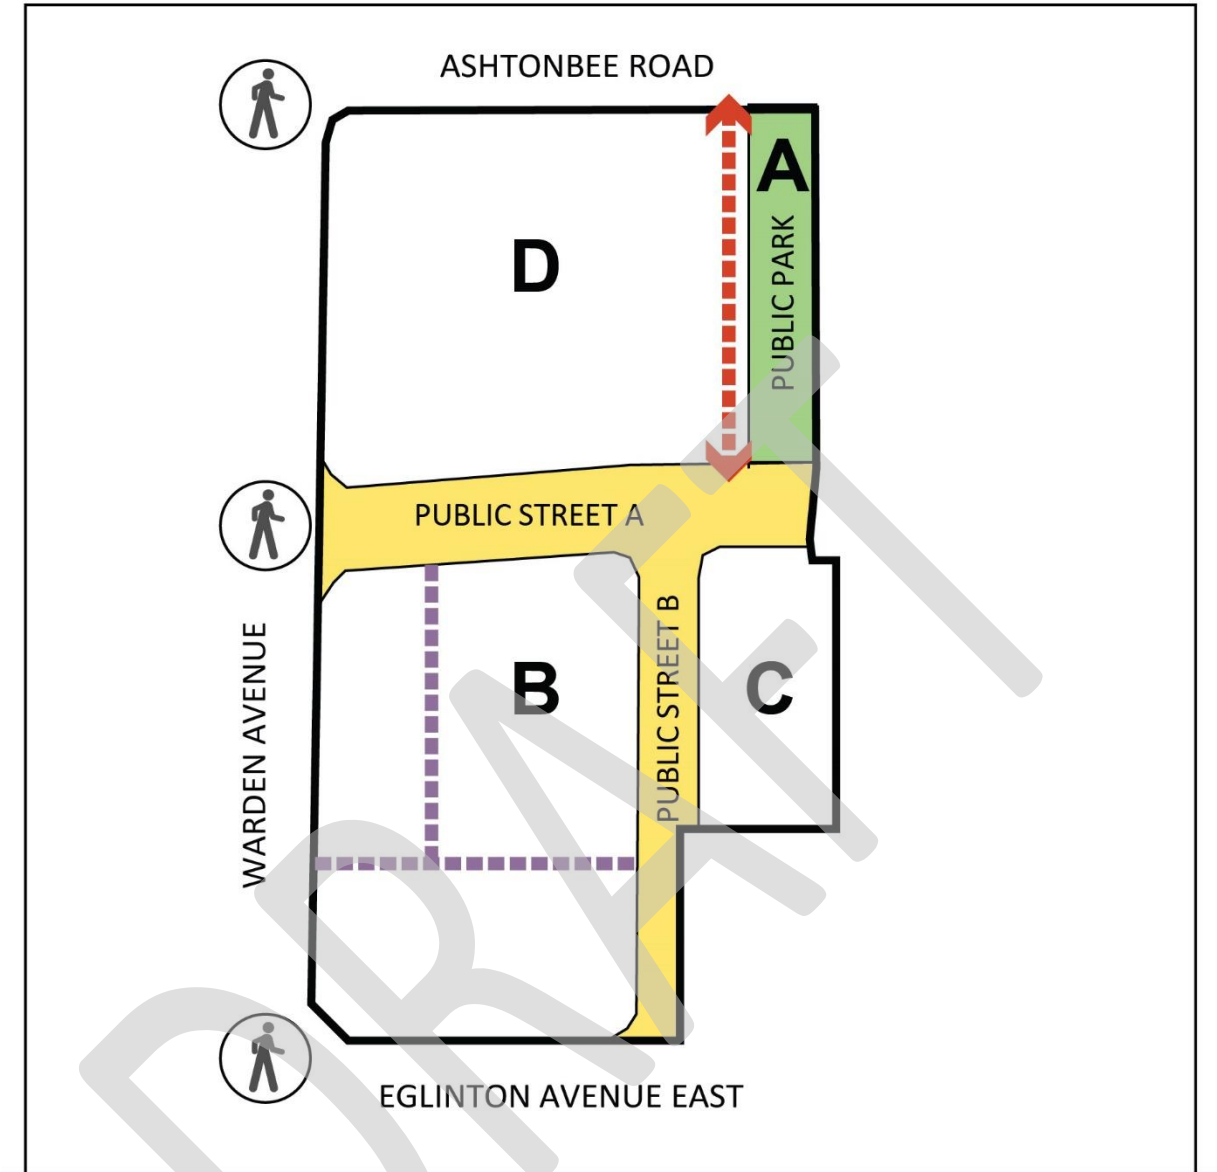 ASHTONBEE ROAD
A
PUBLIC PARK
D
PUBLIC STREET A
PUBLIC STREET B
B
C
WARDEN AVENUE
EGLINTON AVENUE EAST
DRAFT